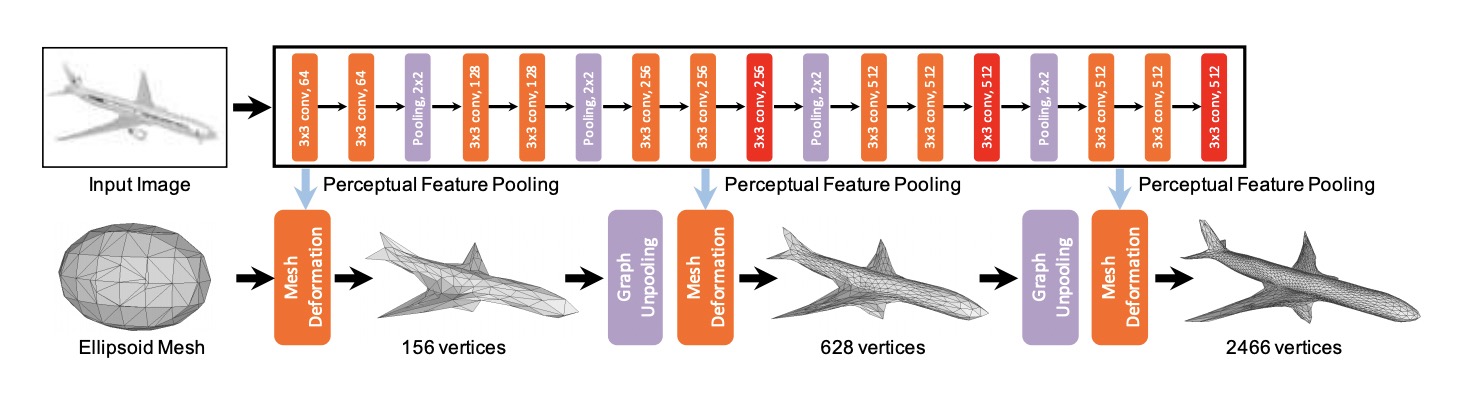 3x3 conv, 64
3x3 conv, 64
Pooling, 2x2
3x3 conv, 128
3x3 conv, 128
Pooling, 2x2
3x3 conv, 256
3x3 conv, 256
3x3 conv, 256
Pooling, 2x2
3x3 conv, 512
3x3 conv, 512
3x3 conv, 512
Pooling, 2x2
3x3 conv, 512
3x3 conv, 512
3x3 conv, 512
Input Image
Perceptual Feature Pooling
Perceptual Feature Pooling
Perceptual Feature Pooling
Mesh
Deformation
Graph
Unpooling
Mesh
Deformation
Graph
Unpooling
Mesh
Deformation
Ellipsoid Mesh
156 vertices
628 vertices
2466 vertices